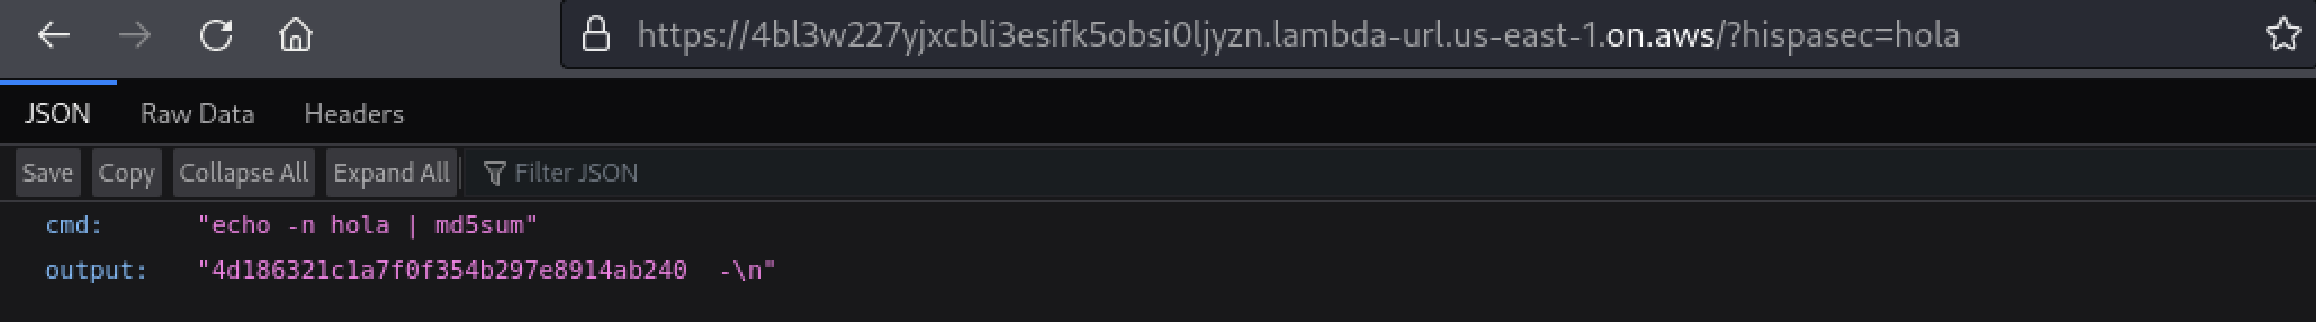 https://4bl3w227yjxcbli3esifk5obsi0ljyzn.lambda-url.us-east-1.on.aws/?hispasec=hola
JSON Raw Data Headers
Save Copy Collapse All Expand All Filter JSON
cmd: "echo -n hola | md5sum"
output: "4d186321c1a7f0f354b297e8914ab240  -\n"